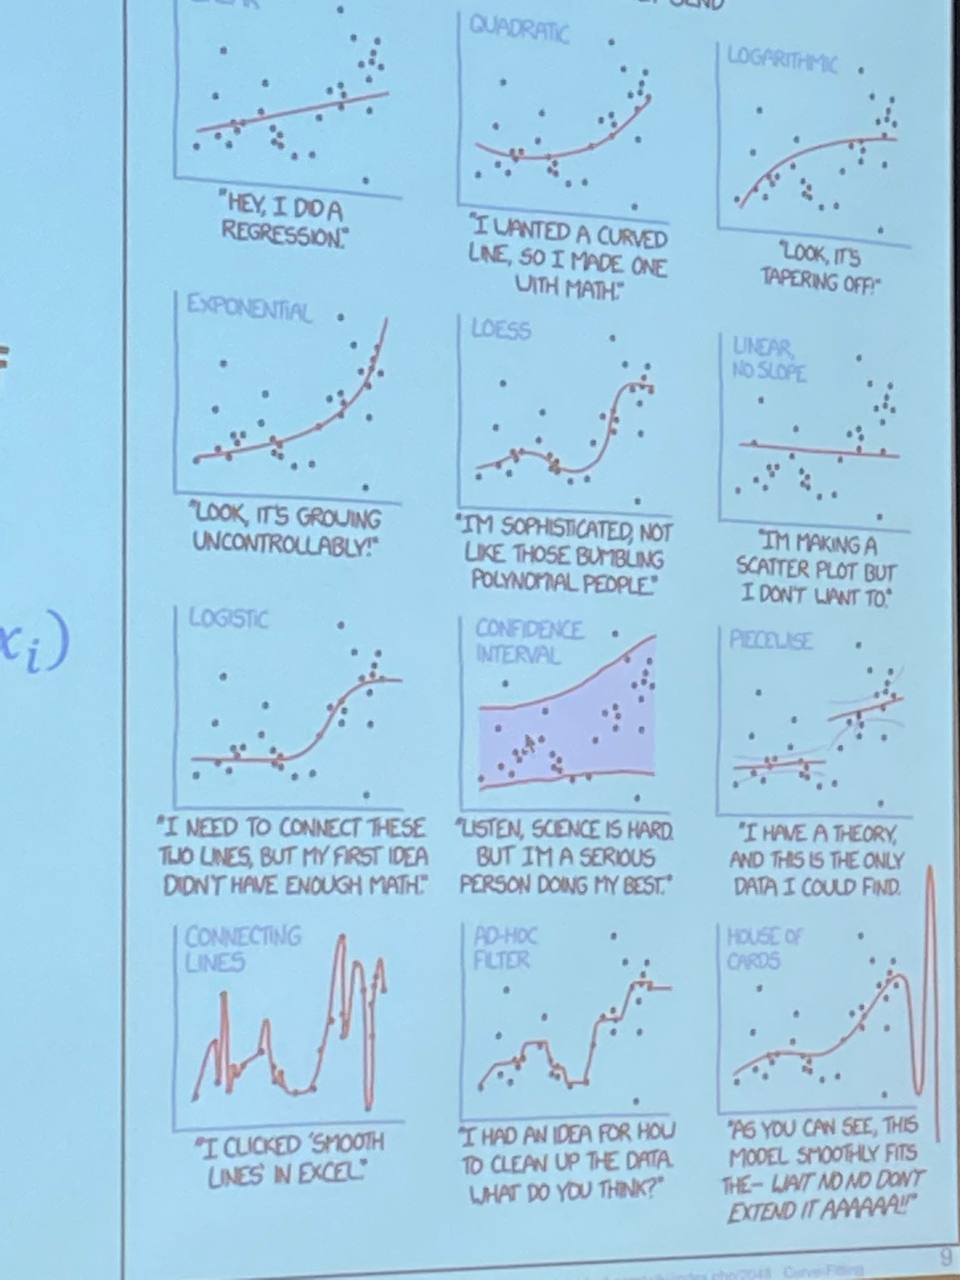 QUADRATIC
LOGARITHMIC
"HEY, I DID A
REGRESSION."
"I WANTED A CURVED
LINE, SO I MADE ONE
WITH MATH."
"LOOK, IT'S
TAPERING OFF!"
EXPONENTIAL
LOESS
LINEAR,
NO SLOPE
"LOOK, IT'S GROWING
UNCONTROLLABLY!"
"I'M SOPHISTICATED, NOT
LIKE THOSE BUMBLING
POLYNOMIAL PEOPLE."
"I'M MAKING A
SCATTER PLOT BUT
I DON'T WANT TO."
=
xᵢ)
LOGISTIC
CONFIDENCE
INTERVAL
PIECEWISE
"I NEED TO CONNECT THESE
TWO LINES, BUT MY FIRST IDEA
DIDN'T HAVE ENOUGH MATH."
"LISTEN, SCIENCE IS HARD.
BUT I'M A SERIOUS
PERSON DOING MY BEST."
"I HAVE A THEORY,
AND THIS IS THE ONLY
DATA I COULD FIND.
CONNECTING
LINES
AD-HOC
FILTER
HOUSE OF
CARDS
"I CLICKED 'SMOOTH
LINES' IN EXCEL."
"I HAD AN IDEA FOR HOW
TO CLEAN UP THE DATA.
WHAT DO YOU THINK?"
"AS YOU CAN SEE, THIS
MODEL SMOOTHLY FITS
THE- WAIT NO NO DON'T
EXTEND IT AAAAAA!!"
9
Curve-Fitting